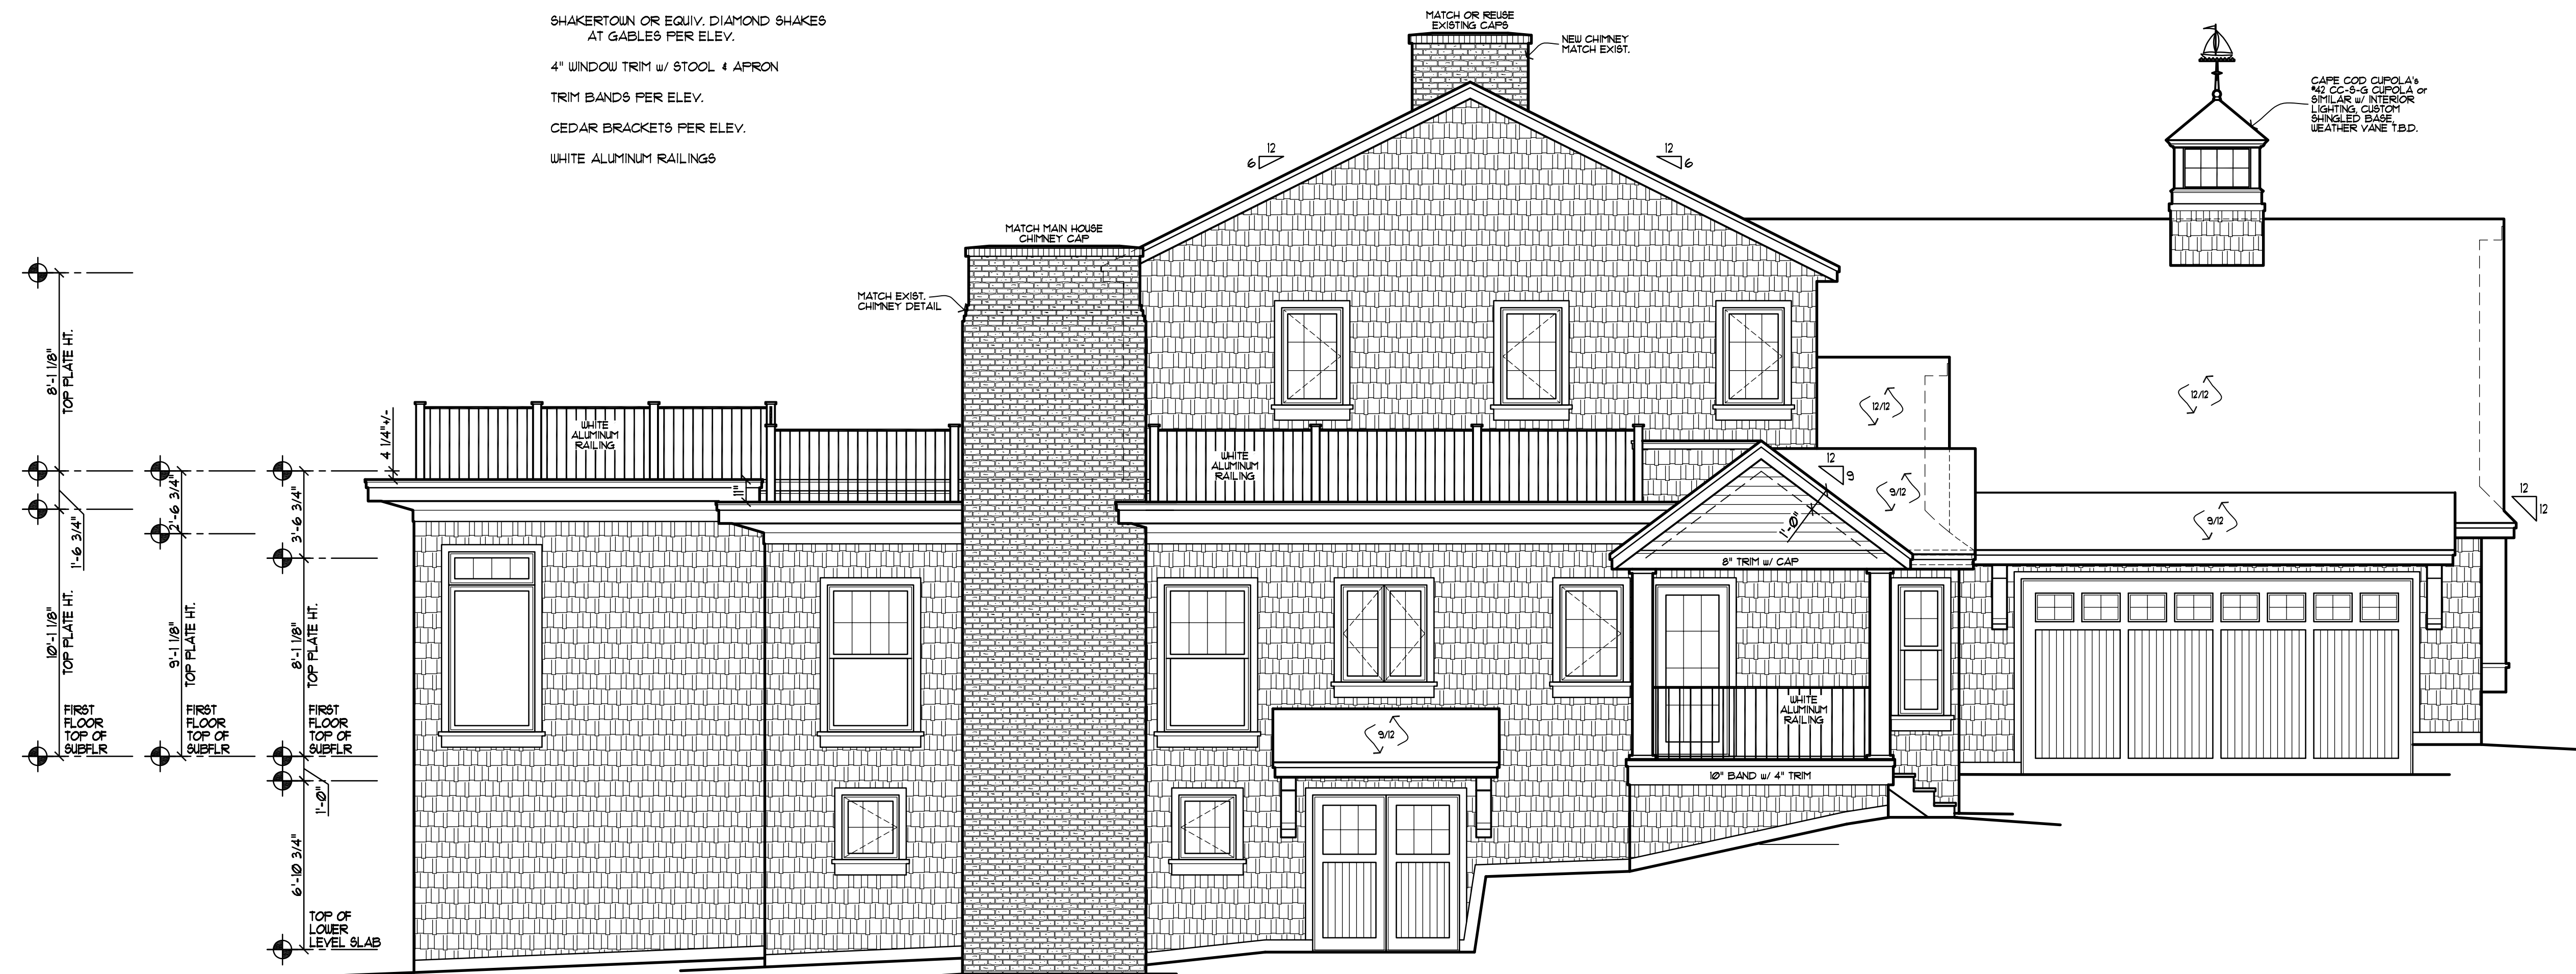 SHAKERTOWN OR EQUIV. DIAMOND SHAKES
AT GABLES PER ELEV.
4" WINDOW TRIM w/ STOOL & APRON
TRIM BANDS PER ELEV.
CEDAR BRACKETS PER ELEV.
WHITE ALUMINUM RAILINGS
MATCH OR REUSE
EXISTING CAPS
NEW CHIMNEY
MATCH EXIST.
CAPE COD CUPOLA's
#42 CC-S-G CUPOLA or
SIMILAR w/ INTERIOR
LIGHTING, CUSTOM
SHINGLED BASE,
WEATHER VANE T.B.D.
12
6
12
6
MATCH MAIN HOUSE
CHIMNEY CAP
MATCH EXIST.
CHIMNEY DETAIL
8'-1 1/8"
TOP PLATE HT.
1'-6 3/4"
10'-1 1/8"
TOP PLATE HT.
FIRST
FLOOR
TOP OF
SUBFLR
2'-6 3/4"
9'-1 1/8"
TOP PLATE HT.
FIRST
FLOOR
TOP OF
SUBFLR
3'-6 3/4"
8'-1 1/8"
TOP PLATE HT.
FIRST
FLOOR
TOP OF
SUBFLR
1'-0"
6'-10 3/4"
TOP OF
LOWER
LEVEL SLAB
4 1/4"+/-
WHITE
ALUMINUM
RAILING
11"
WHITE
ALUMINUM
RAILING
12/12
12/12
12
9
9/12
1'-0"
9/12
12
12
8" TRIM w/ CAP
WHITE
ALUMINUM
RAILING
9/12
10" BAND w/ 4" TRIM